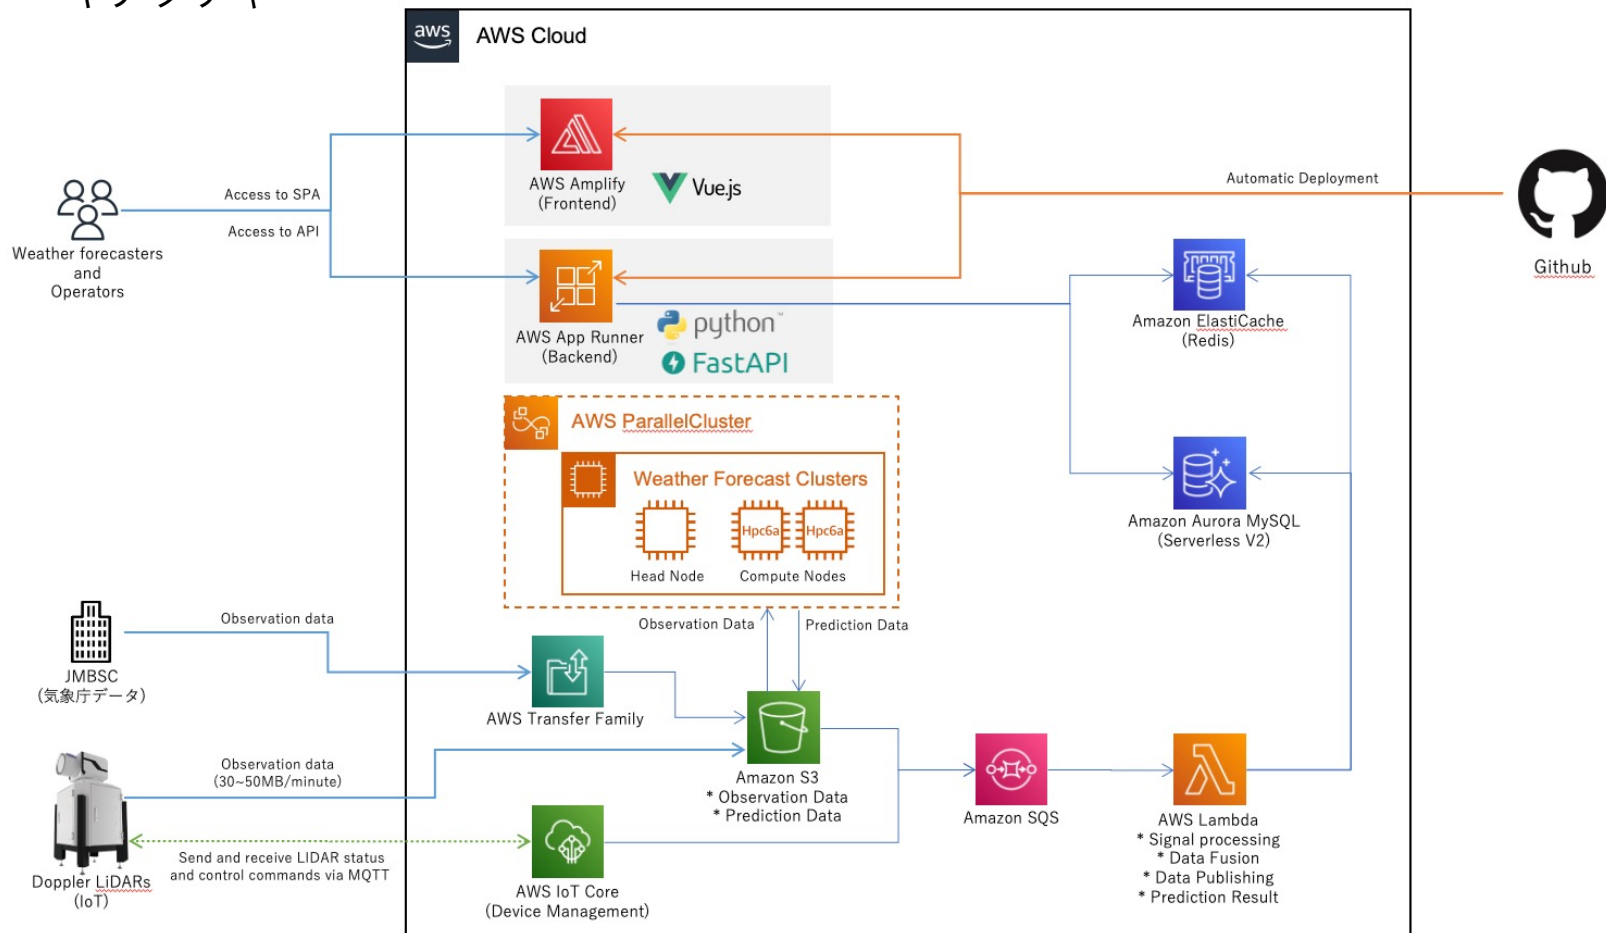 aws
AWS Cloud
AWS Amplify
(Frontend)
Vue.js
Access to SPA
Access to API
Weather forecasters
and
Operators
Automatic Deployment
Github
AWS App Runner
(Backend)
python™
FastAPI
Amazon ElastiCache
(Redis)
AWS ParallelCluster
Weather Forecast Clusters
Hpc6a
Hpc6a
Head Node
Compute Nodes
Amazon Aurora MySQL
(Serverless V2)
Observation Data
Prediction Data
Observation data
JMBSC
(気象庁データ)
AWS Transfer Family
Observation data
(30~50MB/minute)
Amazon S3
* Observation Data
* Prediction Data
Amazon SQS
AWS Lambda
* Signal processing
* Data Fusion
* Data Publishing
* Prediction Result
Send and receive LIDAR status
and control commands via MQTT
Doppler LiDARs
(IoT)
AWS IoT Core
(Device Management)